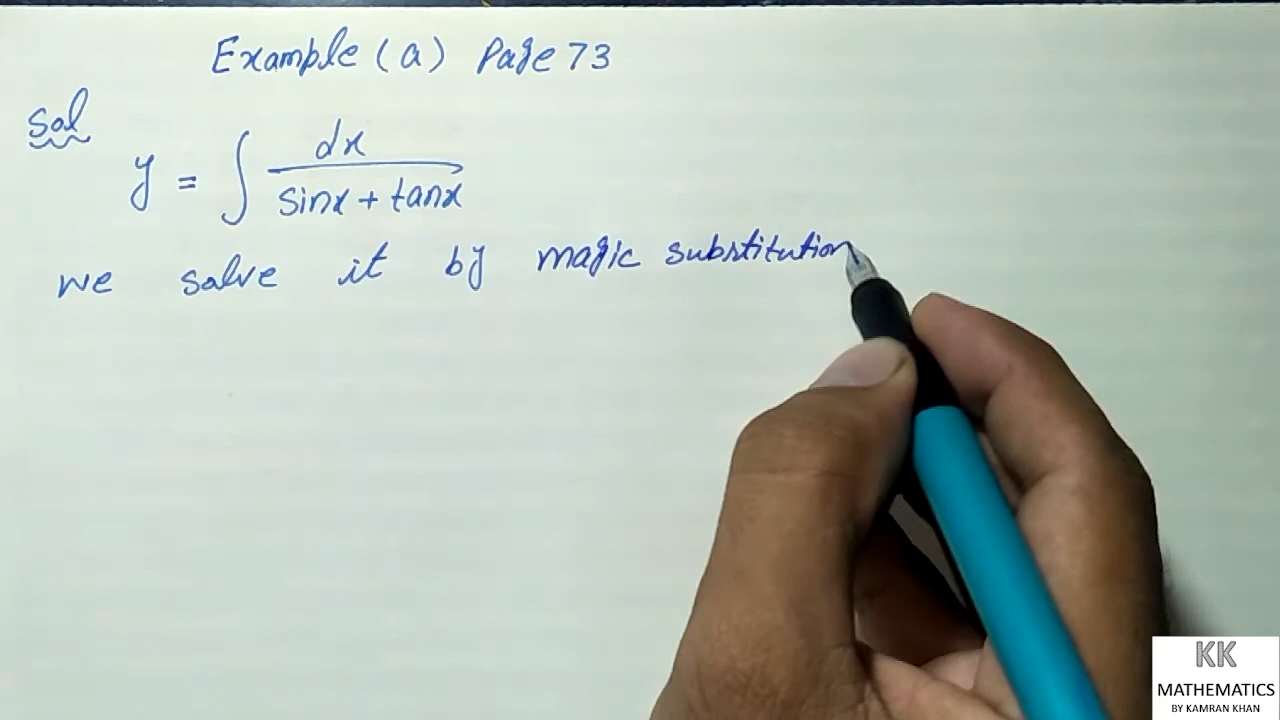 Example (a) Page 73
Sol
y = ∫ dx / (sinx + tanx)
we solve it by magic substitution
KK
MATHEMATICS
BY KAMRAN KHAN